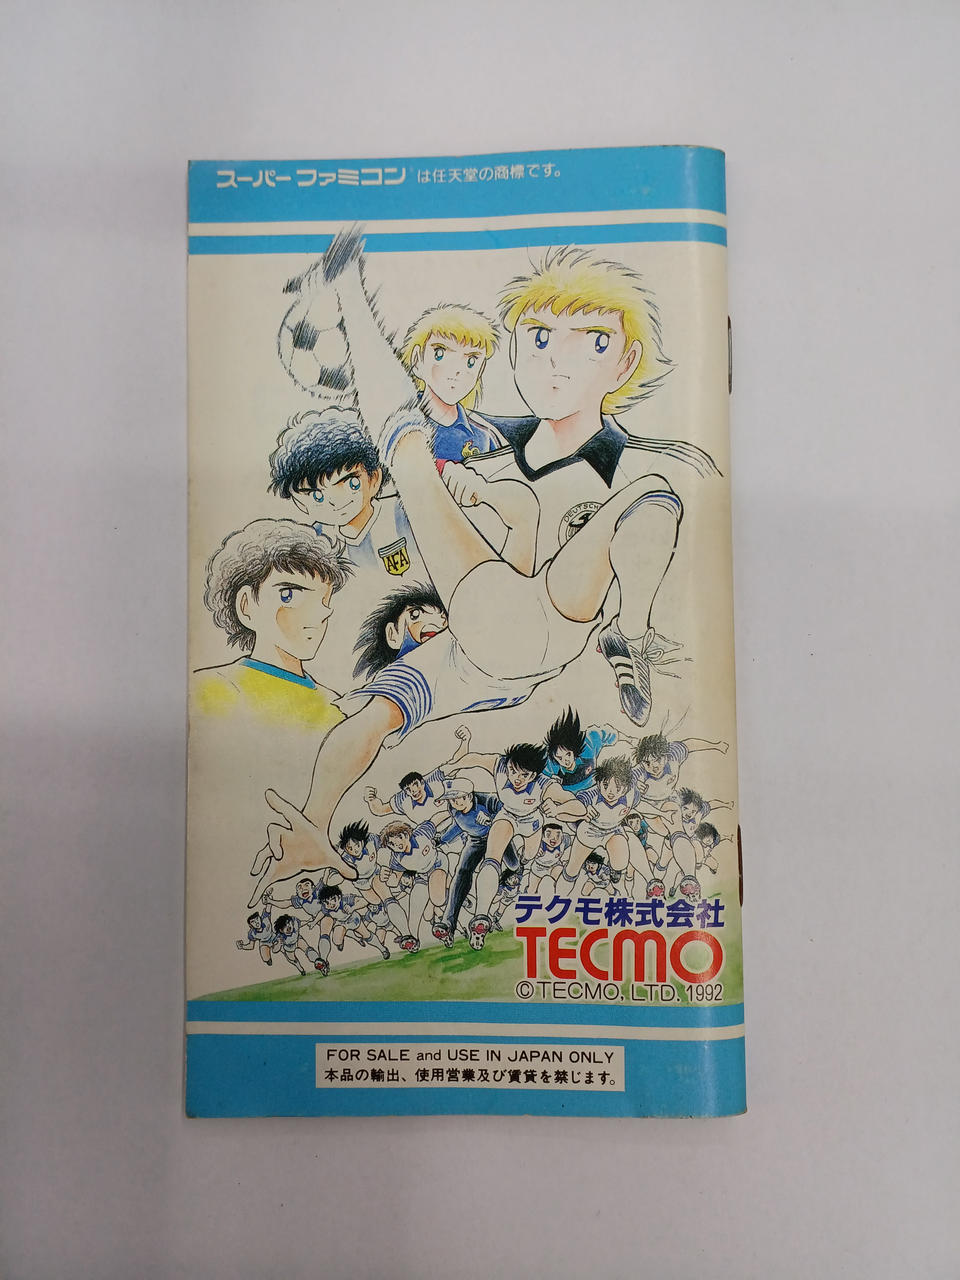 スーパーファミコン®は任天堂の商標です。
DEUTSCH
AFA
テクモ株式会社
TECMO
©TECMO, LTD. 1992
FOR SALE and USE IN JAPAN ONLY
本品の輸出、使用営業及び賃貸を禁じます。